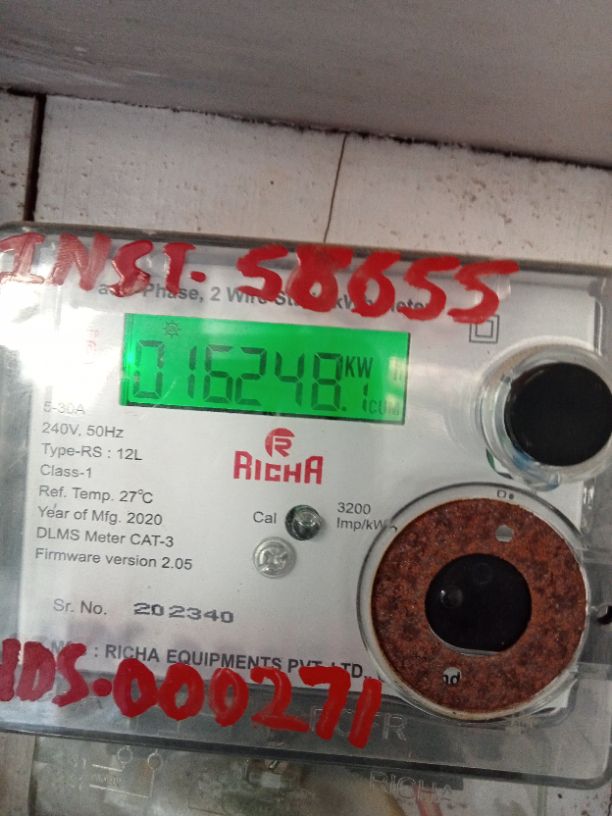 INST. 58655
Phase, 2 Wire
016248.1 KW
CUM
5-30A
240V, 50Hz
Type-RS : 12L
Class-1
Ref. Temp. 27°C
Year of Mfg. 2020
DLMS Meter CAT-3
Firmware version 2.05
R
RICHA
Cal
3200
Imp/kW
Sr. No. 202340
: RICHA EQUIPMENTS PVT. LTD.,
IDS-000271
RICHA